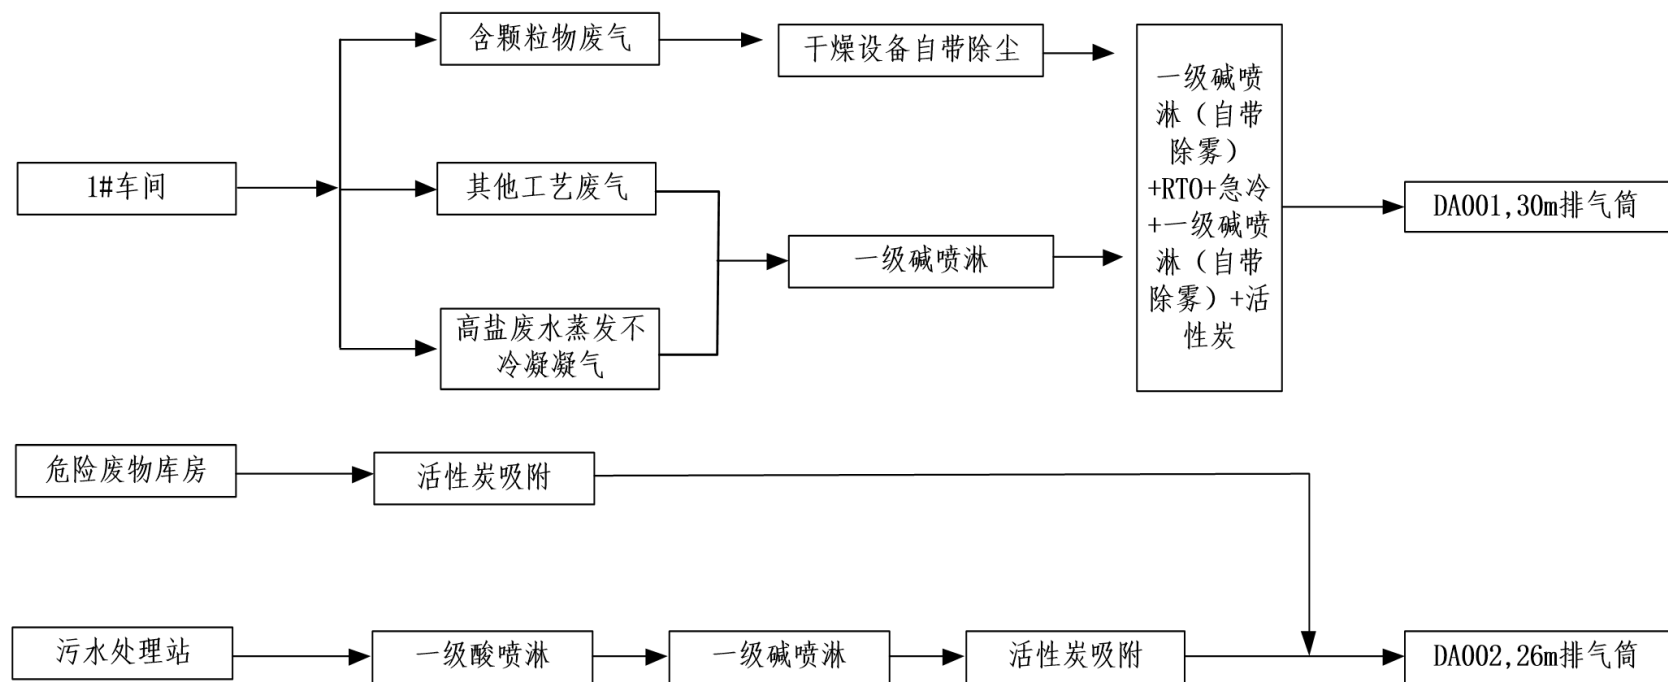 含颗粒物废气
干燥设备自带除尘
一级碱喷
淋（自带
除雾）
+RTO+急冷
+一级碱喷
淋（自带
除雾）+活
性炭
1#车间
其他工艺废气
DA001,30m排气筒
一级碱喷淋
高盐废水蒸发不
冷凝凝气
危险废物库房
活性炭吸附
污水处理站
一级酸喷淋
一级碱喷淋
活性炭吸附
DA002,26m排气筒